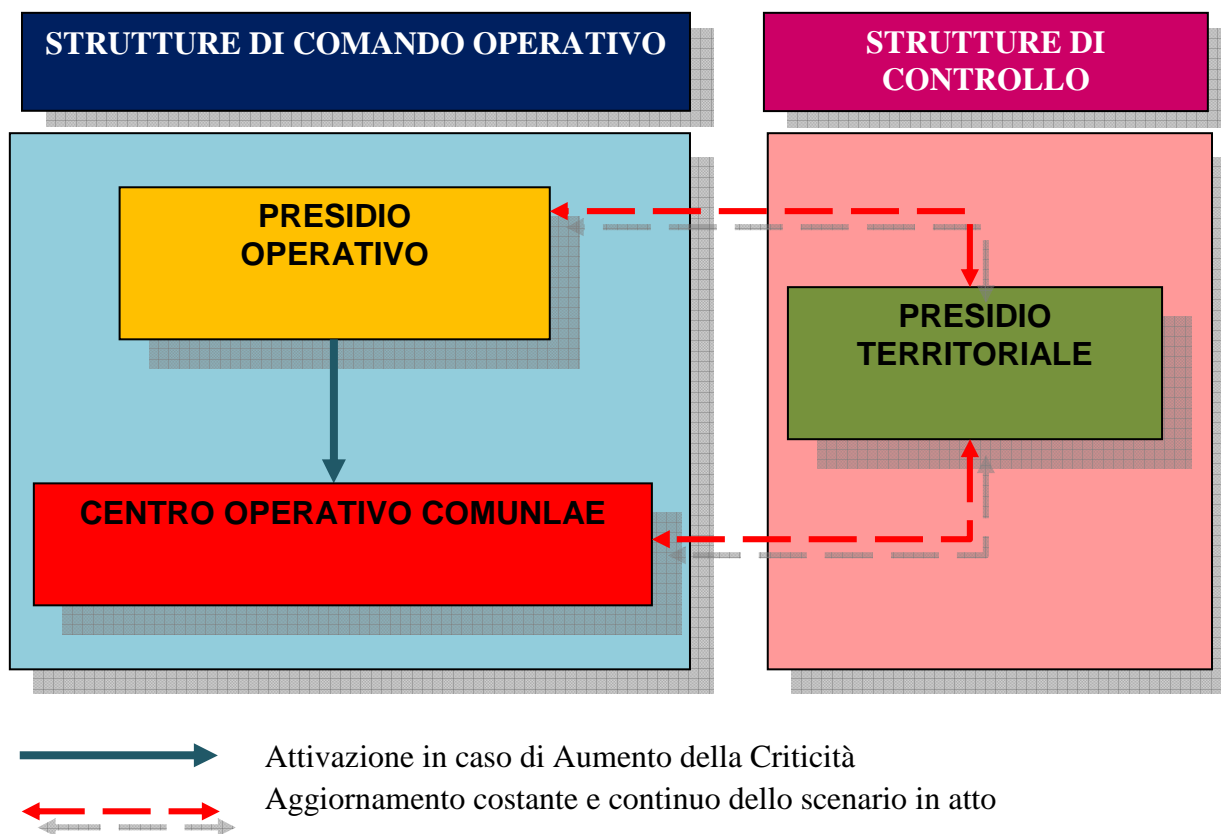 STRUTTURE DI COMANDO OPERATIVO
STRUTTURE DI
CONTROLLO
PRESIDIO
OPERATIVO
PRESIDIO
TERRITORIALE
CENTRO OPERATIVO COMUNLAE
Attivazione in caso di Aumento della Criticità
Aggiornamento costante e continuo dello scenario in atto